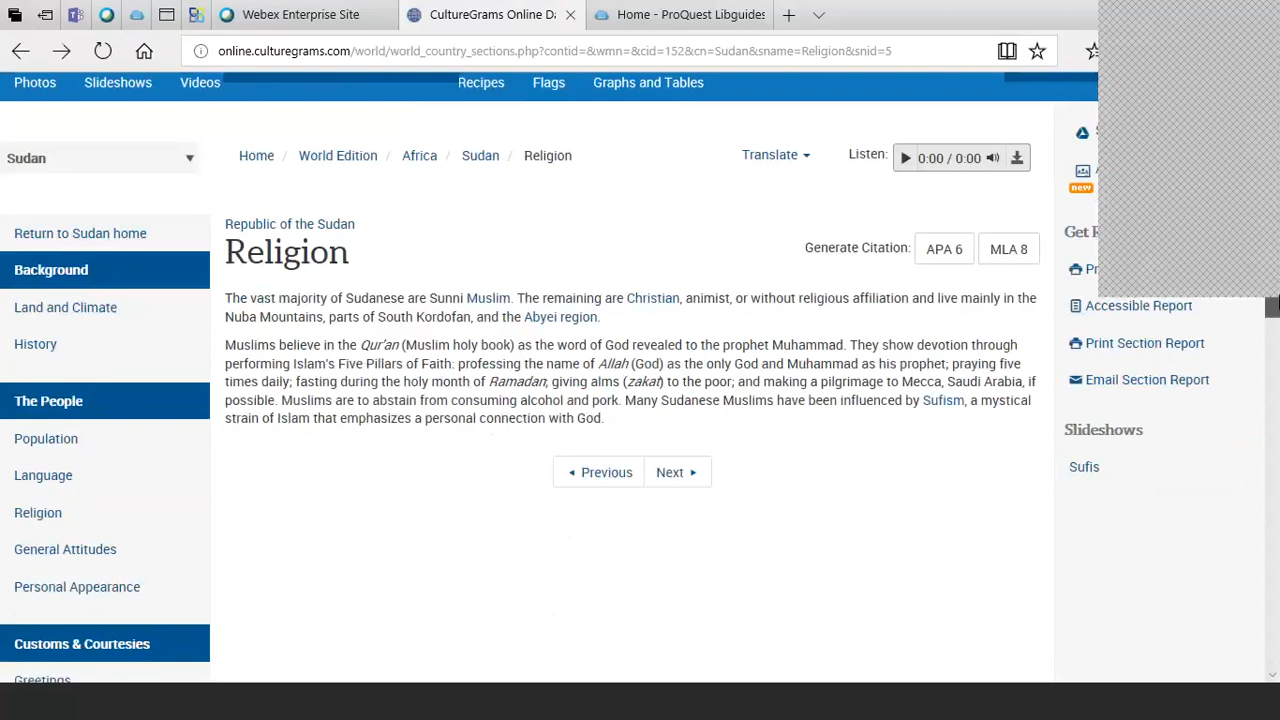 Webex Enterprise Site
CultureGrams Online Da
Home - ProQuest Libguides
online.culturegrams.com/world/world_country_sections.php?contid=&wmn=&cid=152&cn=Sudan&sname=Religion&snid=5
Photos Slideshows Videos Recipes Flags Graphs and Tables
Sudan
Home / World Edition / Africa / Sudan / Religion
Translate
Listen: 0:00 / 0:00
new
Return to Sudan home
Background
Land and Climate
History
The People
Population
Language
Religion
General Attitudes
Personal Appearance
Customs & Courtesies
Greetings
Republic of the Sudan
Religion
Generate Citation: APA 6 MLA 8
The vast majority of Sudanese are Sunni Muslim. The remaining are Christian, animist, or without religious affiliation and live mainly in the
Nuba Mountains, parts of South Kordofan, and the Abyei region.
Muslims believe in the Qur'an (Muslim holy book) as the word of God revealed to the prophet Muhammad. They show devotion through
performing Islam's Five Pillars of Faith: professing the name of Allah (God) as the only God and Muhammad as his prophet; praying five
times daily; fasting during the holy month of Ramadan; giving alms (zakat) to the poor; and making a pilgrimage to Mecca, Saudi Arabia, if
possible. Muslims are to abstain from consuming alcohol and pork. Many Sudanese Muslims have been influenced by Sufism, a mystical
strain of Islam that emphasizes a personal connection with God.
Previous Next
Get R
Pr
Accessible Report
Print Section Report
Email Section Report
Slideshows
Sufis